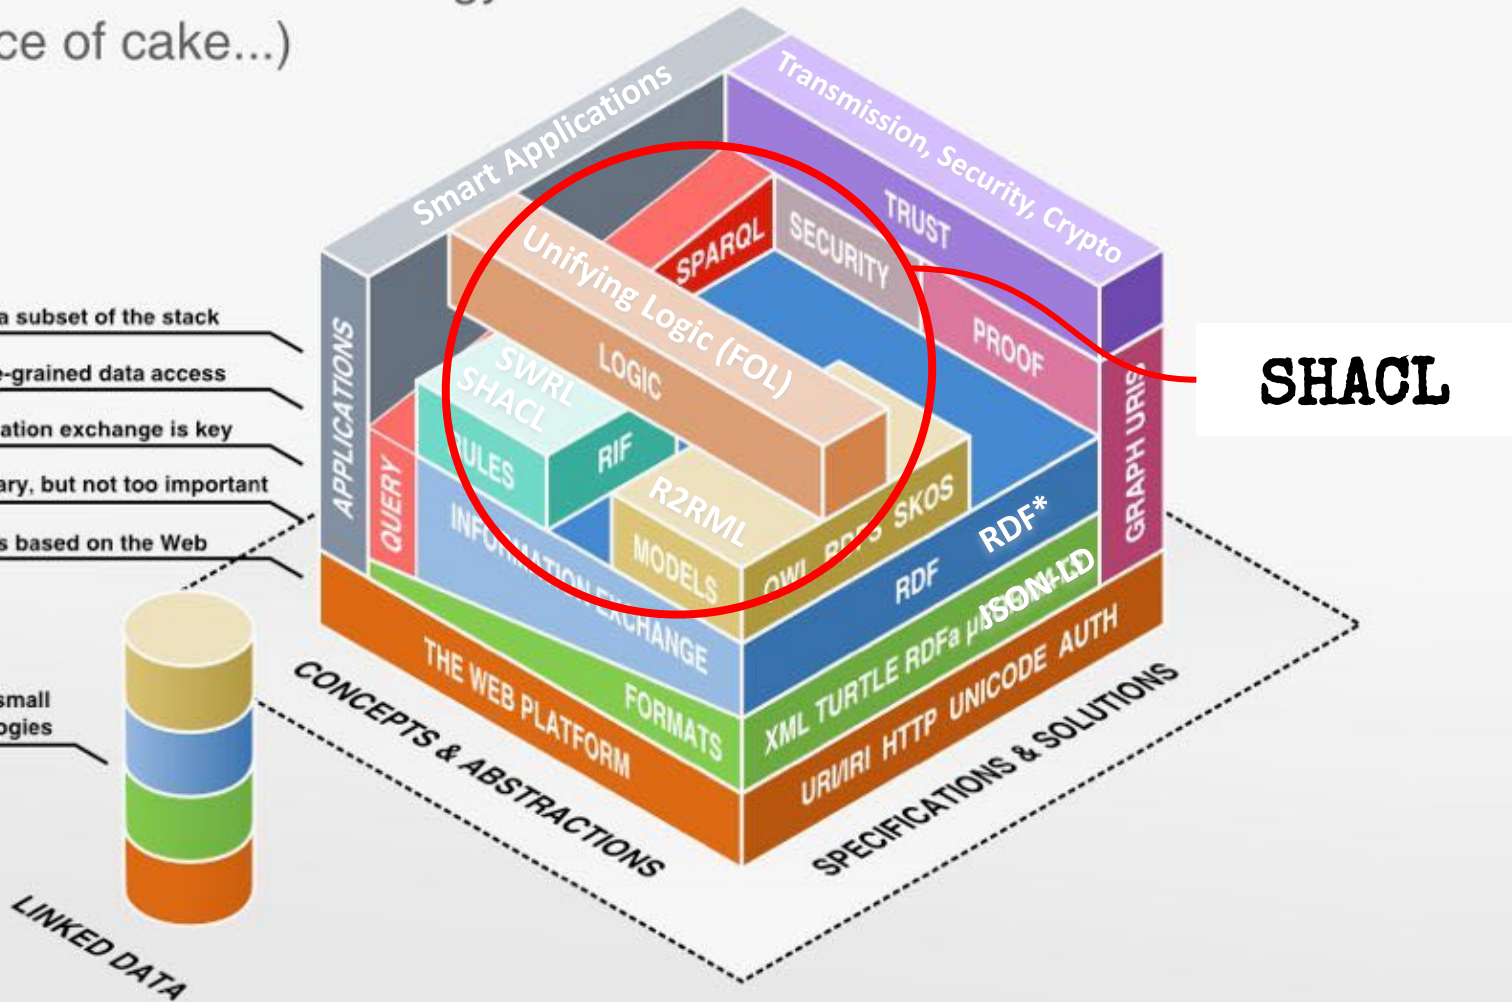 ce of cake...)
Smart Applications
Transmission, Security, Crypto
TRUST
SPARQL
SECURITY
PROOF
Unifying Logic (FOL)
LOGIC
SWRL
SHACL
RIF
R2RML
MODELS
SKOS
OWL RDFS
APPLICATIONS
QUERY
INFORMATION EXCHANGE
RDF
RDF*
JSON-LD
GRAPH URIS
XML TURTLE RDFa
FORMATS
THE WEB PLATFORM
URI/IRI HTTP UNICODE AUTH
CONCEPTS & ABSTRACTIONS
SPECIFICATIONS & SOLUTIONS
SHACL
a subset of the stack
e-grained data access
ation exchange is key
ary, but not too important
s based on the Web
small
ogies
LINKED DATA